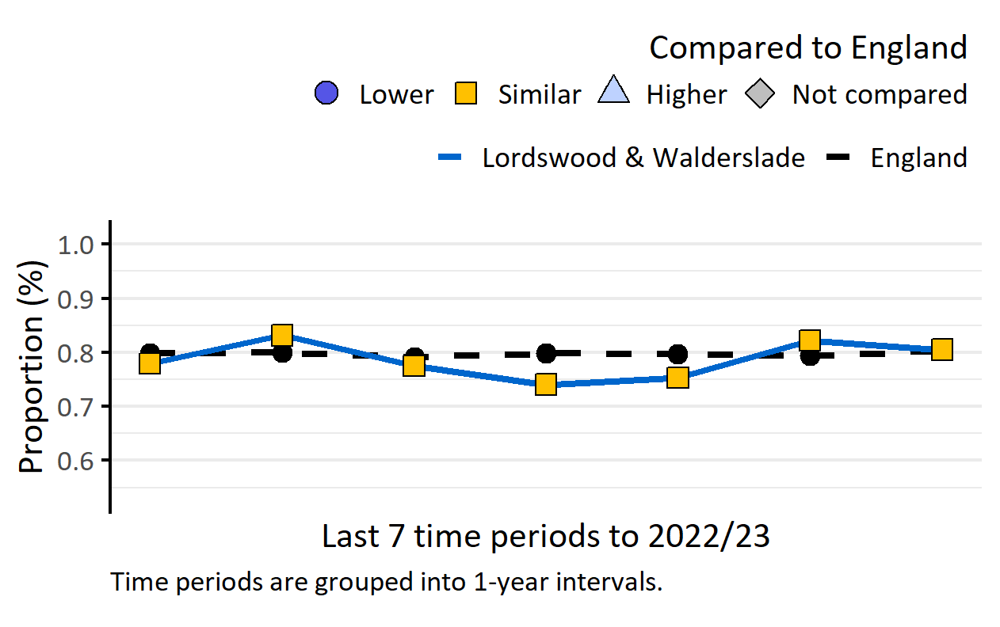 Compared to England
Lower Similar Higher Not compared
Lordswood & Walderslade England
Proportion (%)
1.0
0.9
0.8
0.7
0.6
Last 7 time periods to 2022/23
Time periods are grouped into 1-year intervals.